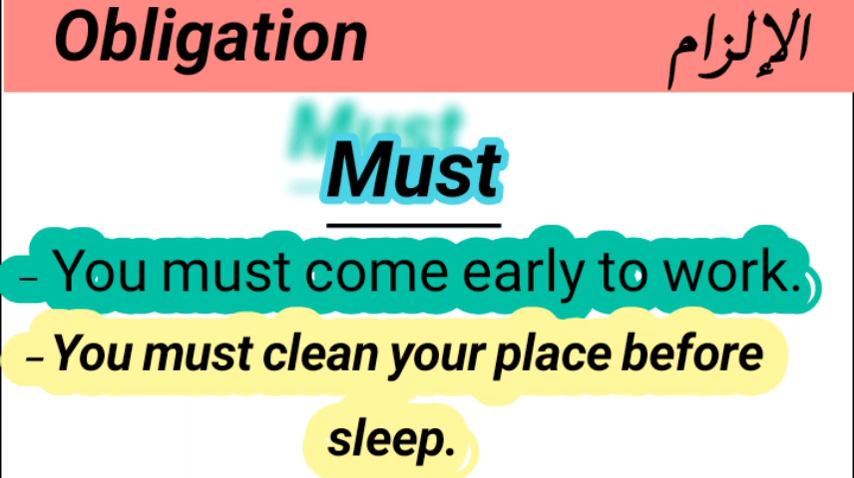 Obligation الإلزام
Must
- You must come early to work.
- You must clean your place before
sleep.